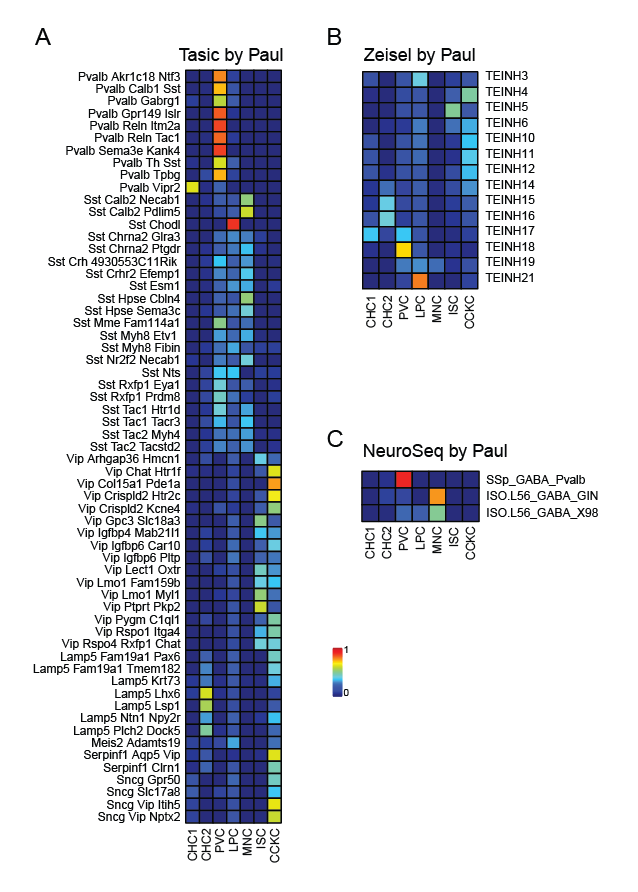 A
Tasic by Paul
Pvalb Akr1c18 Ntf3
Pvalb Calb1 Sst
Pvalb Gabrg1
Pvalb Gpr149 Islr
Pvalb Reln Itm2a
Pvalb Reln Tac1
Pvalb Sema3e Kank4
Pvalb Th Sst
Pvalb Tpbg
Pvalb Vipr2
Sst Calb2 Necab1
Sst Calb2 Pdlim5
Sst Chodl
Sst Chrna2 Glra3
Sst Chrna2 Ptgdr
Sst Crh 4930553C11Rik
Sst Crhr2 Efemp1
Sst Esm1
Sst Hpse Cbln4
Sst Hpse Sema3c
Sst Mme Fam114a1
Sst Myh8 Etv1
Sst Myh8 Fibin
Sst Nr2f2 Necab1
Sst Nts
Sst Rxfp1 Eya1
Sst Rxfp1 Prdm8
Sst Tac1 Htr1d
Sst Tac1 Tacr3
Sst Tac2 Myh4
Sst Tac2 Tacstd2
Vip Arhgap36 Hmcn1
Vip Chat Htr1f
Vip Col15a1 Pde1a
Vip Crispld2 Htr2c
Vip Crispld2 Kcne4
Vip Gpc3 Slc18a3
Vip Igfbp4 Mab21l1
Vip Igfbp6 Car10
Vip Igfbp6 Pltp
Vip Lect1 Oxtr
Vip Lmo1 Fam159b
Vip Lmo1 Myl1
Vip Ptprt Pkp2
Vip Pygm C1ql1
Vip Rspo1 Itga4
Vip Rspo4 Rxfp1 Chat
Lamp5 Fam19a1 Pax6
Lamp5 Fam19a1 Tmem182
Lamp5 Krt73
Lamp5 Lhx6
Lamp5 Lsp1
Lamp5 Ntn1 Npy2r
Lamp5 Plch2 Dock5
Meis2 Adamts19
Serpinf1 Aqp5 Vip
Serpinf1 Clrn1
Sncg Gpr50
Sncg Slc17a8
Sncg Vip Itih5
Sncg Vip Nptx2
CHC1 CHC2 PVC LPC MNC ISC CCKC
B
Zeisel by Paul
TEINH3
TEINH4
TEINH5
TEINH6
TEINH10
TEINH11
TEINH12
TEINH14
TEINH15
TEINH16
TEINH17
TEINH18
TEINH19
TEINH21
CHC1 CHC2 PVC LPC MNC ISC CCKC
C
NeuroSeq by Paul
SSp_GABA_Pvalb
ISO.L56_GABA_GIN
ISO.L56_GABA_X98
CHC1 CHC2 PVC LPC MNC ISC CCKC
1
0